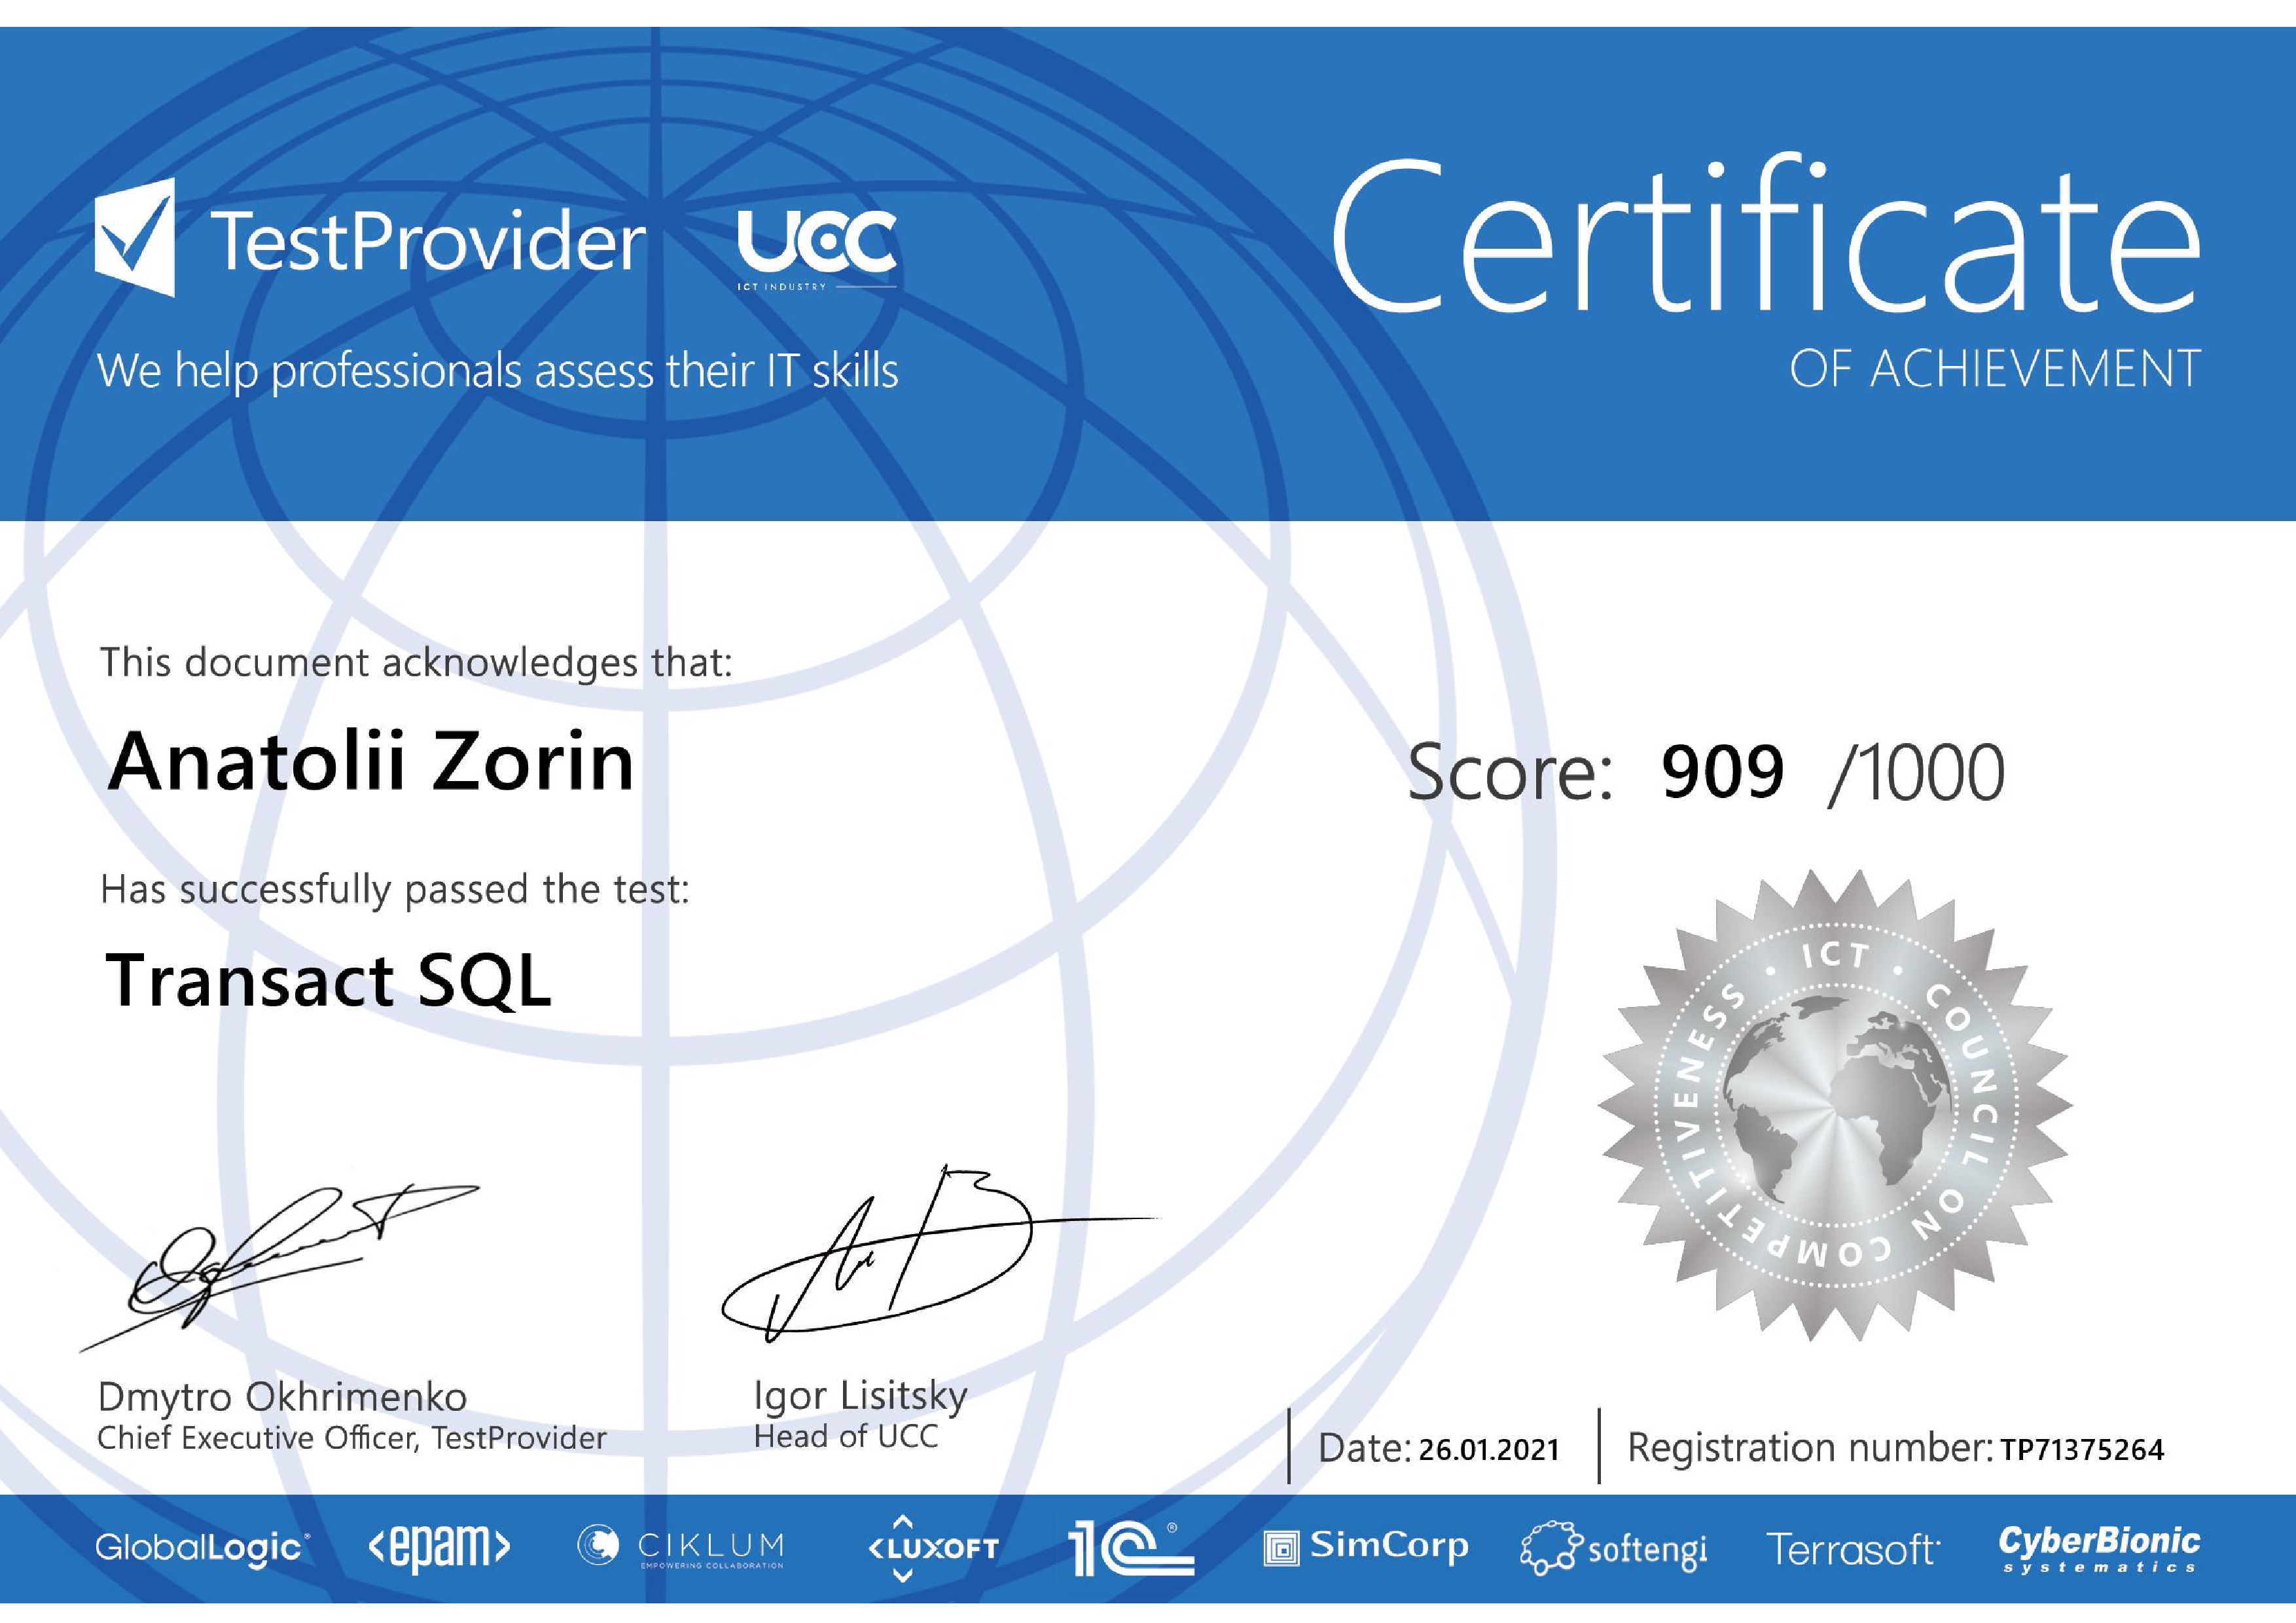 TestProvider
UCC
ICT INDUSTRY
We help professionals assess their IT skills
Certificate
OF ACHIEVEMENT
This document acknowledges that:
Anatolii Zorin
Score: 909 /1000
Has successfully passed the test:
Transact SQL
ICT • COUNCIL ON COMPETITIVENESS •
Dmytro Okhrimenko
Chief Executive Officer, TestProvider
Igor Lisitsky
Head of UCC
Date: 26.01.2021
Registration number: TP71375264
GlobalLogic®
<epam>
CIKLUM
EMPOWERING COLLABORATION
<LUXOFT
1C®
SimCorp
softengi
Terrasoft
CyberBionic
systematics